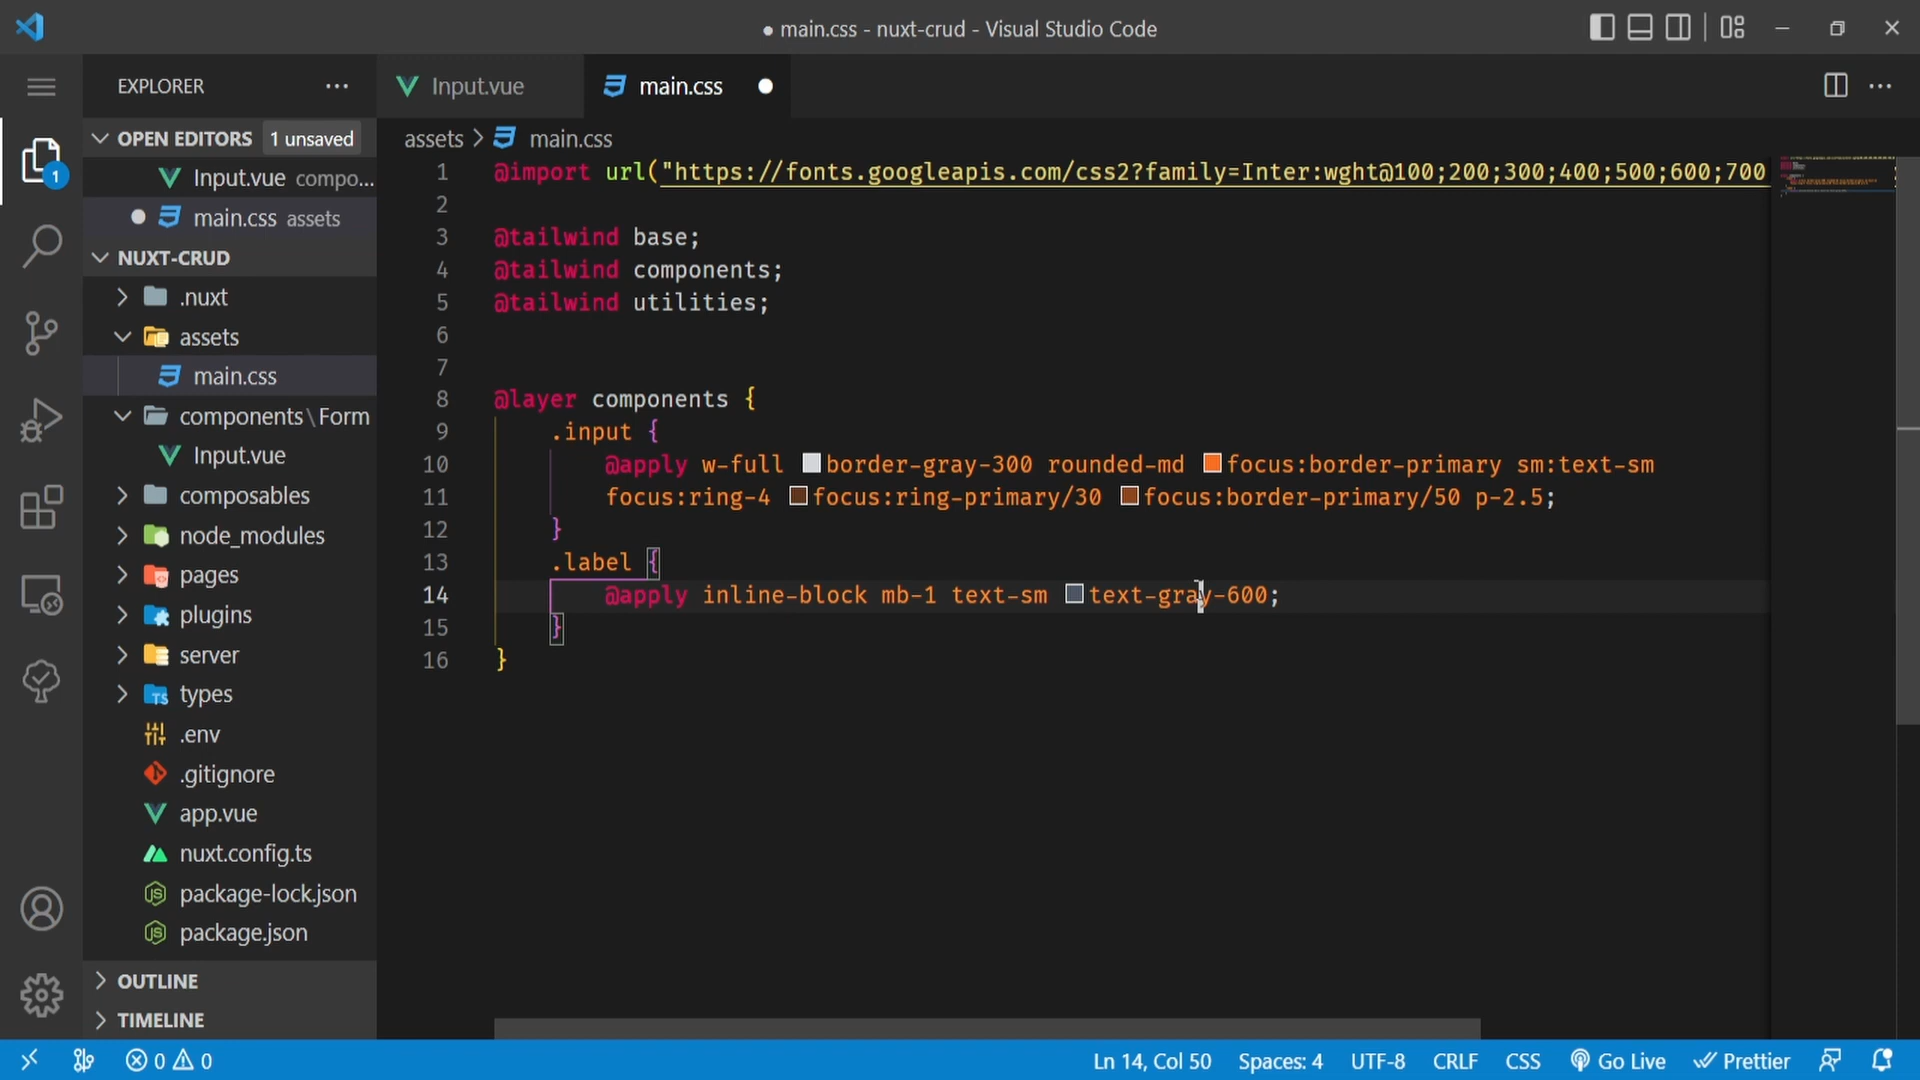 ● main.css - nuxt-crud - Visual Studio Code
EXPLORER
Input.vue
main.css
OPEN EDITORS 1 unsaved
assets > main.css
Input.vue compo...
main.css assets
NUXT-CRUD
.nuxt
assets
main.css
components\Form
Input.vue
composables
node_modules
pages
plugins
server
types
.env
.gitignore
app.vue
nuxt.config.ts
package-lock.json
package.json
OUTLINE
TIMELINE
1
1 @import url("https://fonts.googleapis.com/css2?family=Inter:wght@100;200;300;400;500;600;700
2
3 @tailwind base;
4 @tailwind components;
5 @tailwind utilities;
6
7
8 @layer components {
9 .input {
10 @apply w-full border-gray-300 rounded-md focus:border-primary sm:text-sm
11 focus:ring-4 focus:ring-primary/30 focus:border-primary/50 p-2.5;
12 }
13 .label {
14 @apply inline-block mb-1 text-sm text-gray-600;
15 }
16 }
0 0
Ln 14, Col 50 Spaces: 4 UTF-8 CRLF CSS Go Live Prettier